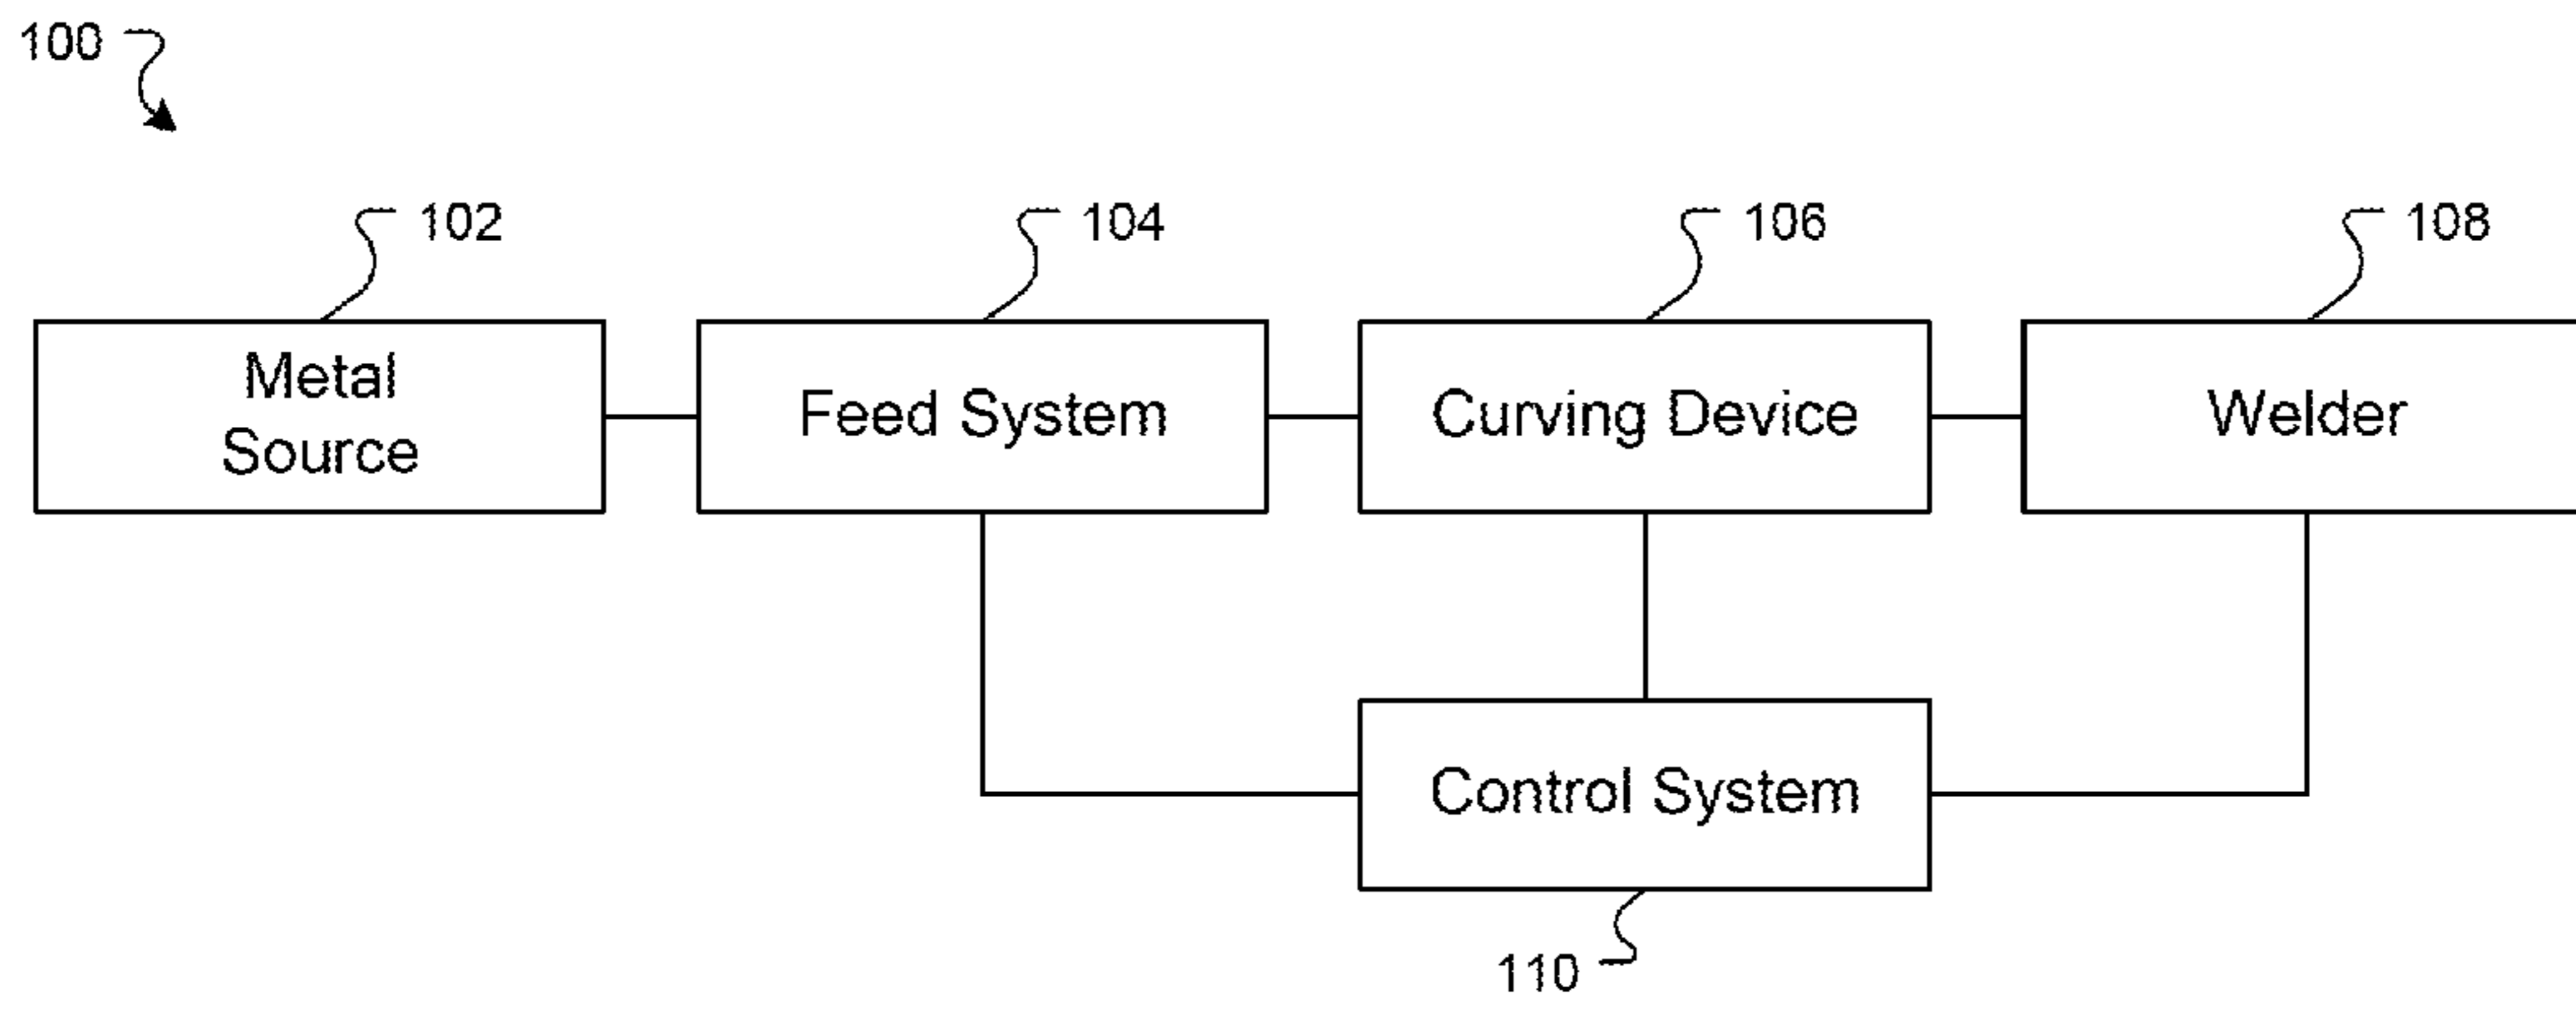 100
102
104
106
108
Metal
Source
Feed System
Curving Device
Welder
Control System
110